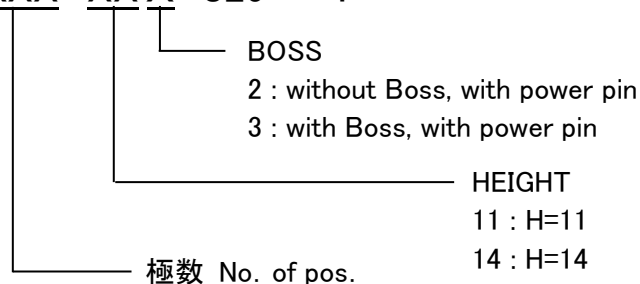 BOSS
2 : without Boss, with power pin
3 : with Boss, with power pin
HEIGHT
11 : H=11
14 : H=14
極数 No. of pos.